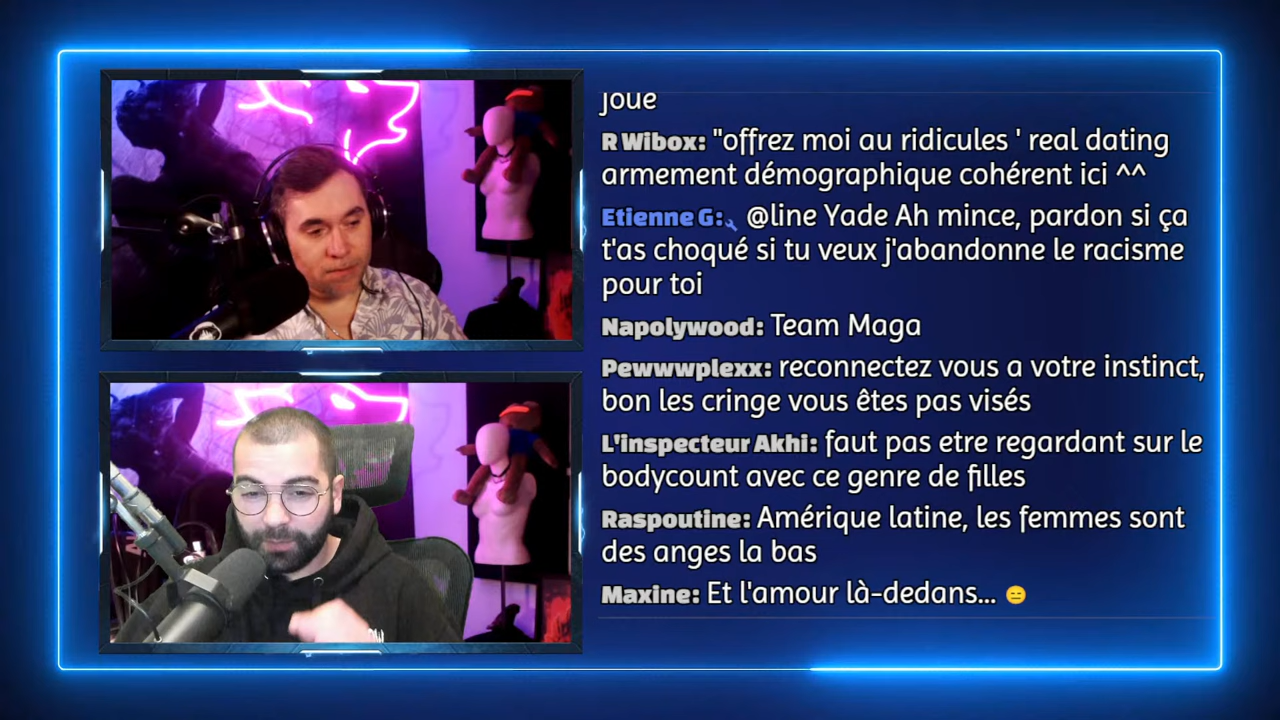 joue
R Wibox: "offrez moi au ridicules ' real dating
armement démographique cohérent ici ^^
Etienne G: @line Yade Ah mince, pardon si ça
t'as choqué si tu veux j'abandonne le racisme
pour toi
Napolywood: Team Maga
Pewwwplexx: reconnectez vous a votre instinct,
bon les cringe vous êtes pas visés
L'inspecteur Akhi: faut pas etre regardant sur le
bodycount avec ce genre de filles
Raspoutine: Amérique latine, les femmes sont
des anges la bas
Maxine: Et l'amour là-dedans... 😑